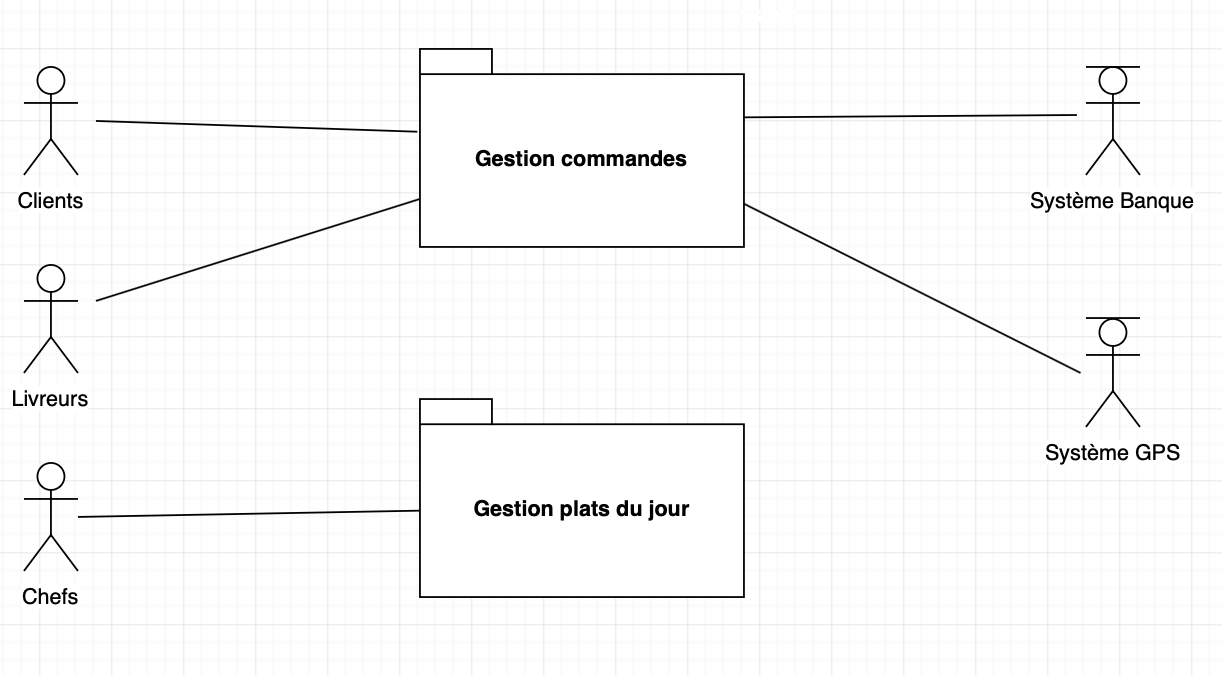 Gestion commandes
Clients
Système Banque
Livreurs
Système GPS
Gestion plats du jour
Chefs